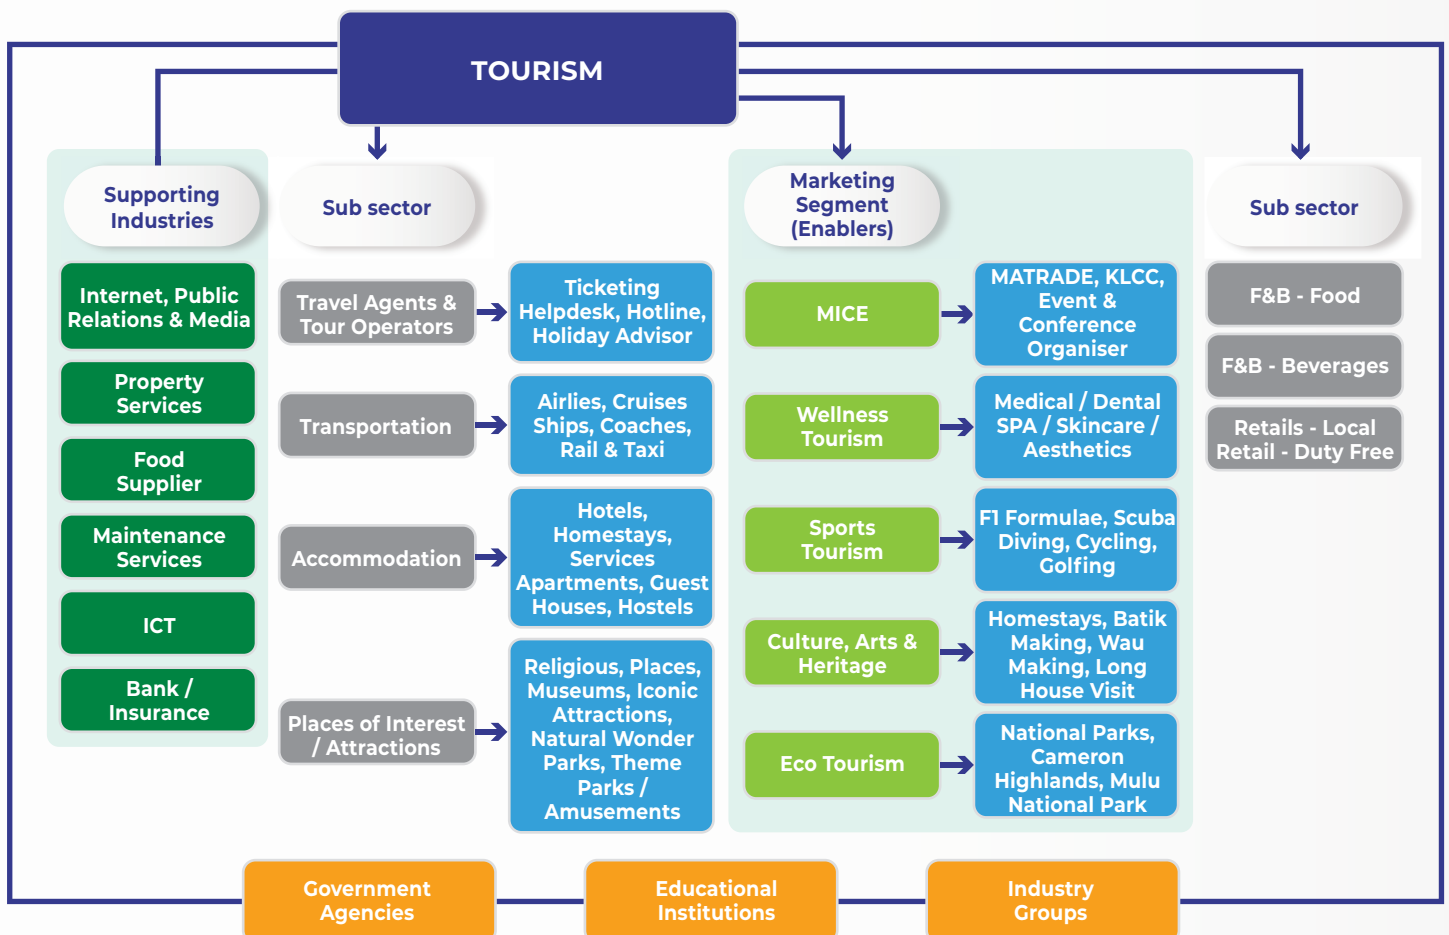 TOURISM
Supporting
Industries
Internet, Public
Relations & Media
Property
Services
Food
Supplier
Maintenance
Services
ICT
Bank /
Insurance
Sub sector
Travel Agents &
Tour Operators
Ticketing
Helpdesk, Hotline,
Holiday Advisor
Transportation
Airlies, Cruises
Ships, Coaches,
Rail & Taxi
Accommodation
Hotels,
Homestays,
Services
Apartments, Guest
Houses, Hostels
Places of Interest
/ Attractions
Religious, Places,
Museums, Iconic
Attractions,
Natural Wonder
Parks, Theme
Parks /
Amusements
Marketing
Segment
(Enablers)
MICE
MATRADE, KLCC,
Event &
Conference
Organiser
Wellness
Tourism
Medical / Dental
SPA / Skincare /
Aesthetics
Sports
Tourism
F1 Formulae, Scuba
Diving, Cycling,
Golfing
Culture, Arts &
Heritage
Homestays, Batik
Making, Wau
Making, Long
House Visit
Eco Tourism
National Parks,
Cameron
Highlands, Mulu
National Park
Sub sector
F&B - Food
F&B - Beverages
Retails - Local
Retail - Duty Free
Government
Agencies
Educational
Institutions
Industry
Groups